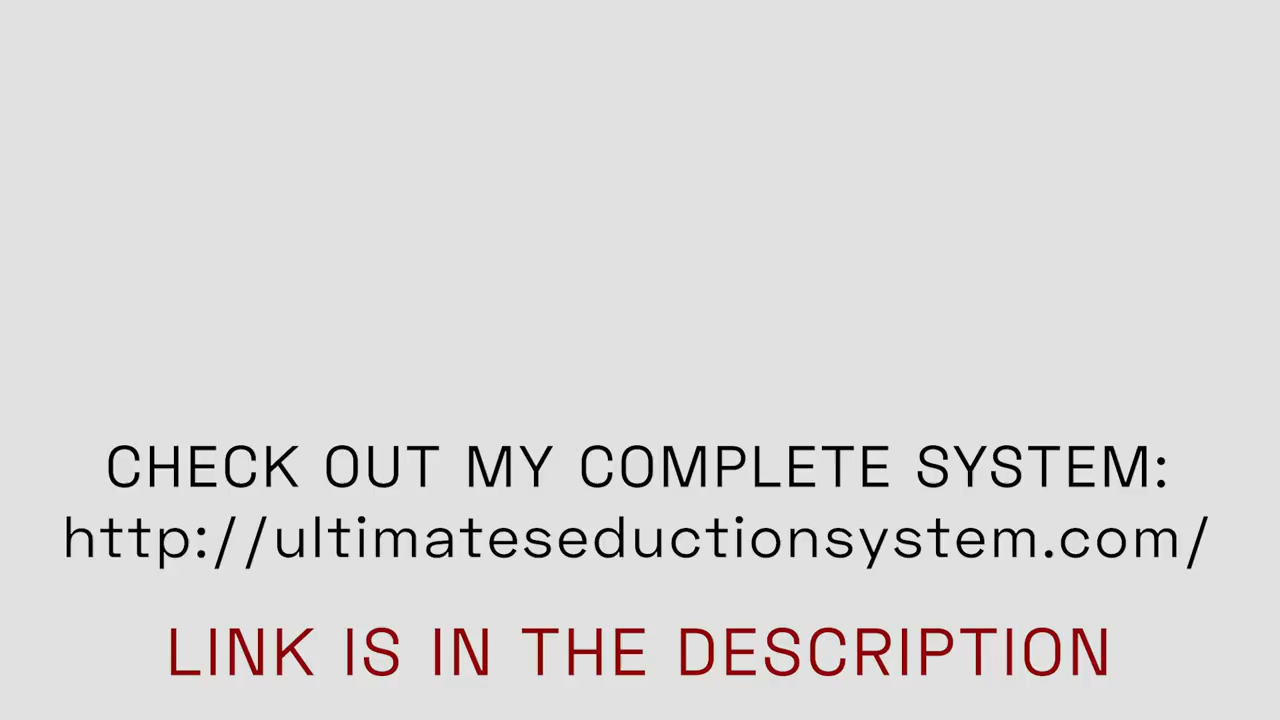 CHECK OUT MY COMPLETE SYSTEM:
http://ultimateseductionsystem.com/
LINK IS IN THE DESCRIPTION